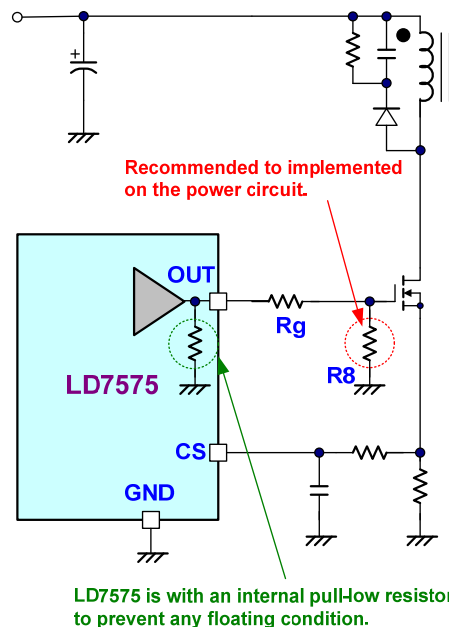 +
Recommended to implemented
on the power circuit.
OUT
Rg
R8
LD7575
CS
GND
LD7575 is with an internal pull-low resistor
to prevent any floating condition.